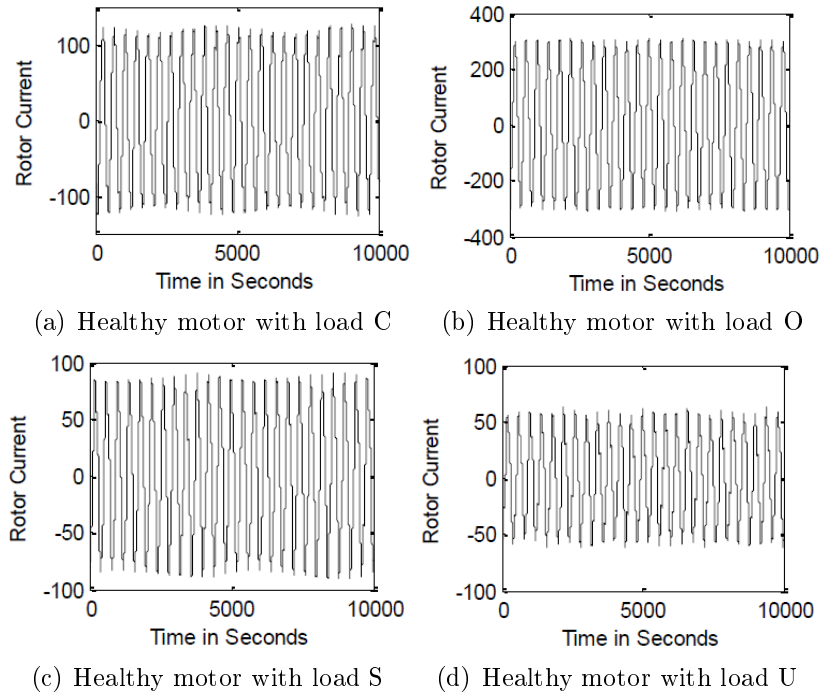 100
0
-100
Rotor Current
0 5000 10000
Time in Seconds
(a) Healthy motor with load C
400
200
0
-200
-400
Rotor Current
0 5000 10000
Time in Seconds
(b) Healthy motor with load O
100
50
0
-50
-100
Rotor Current
0 5000 10000
Time in Seconds
(c) Healthy motor with load S
100
50
0
-50
-100
Rotor Current
0 5000 10000
Time in Seconds
(d) Healthy motor with load U